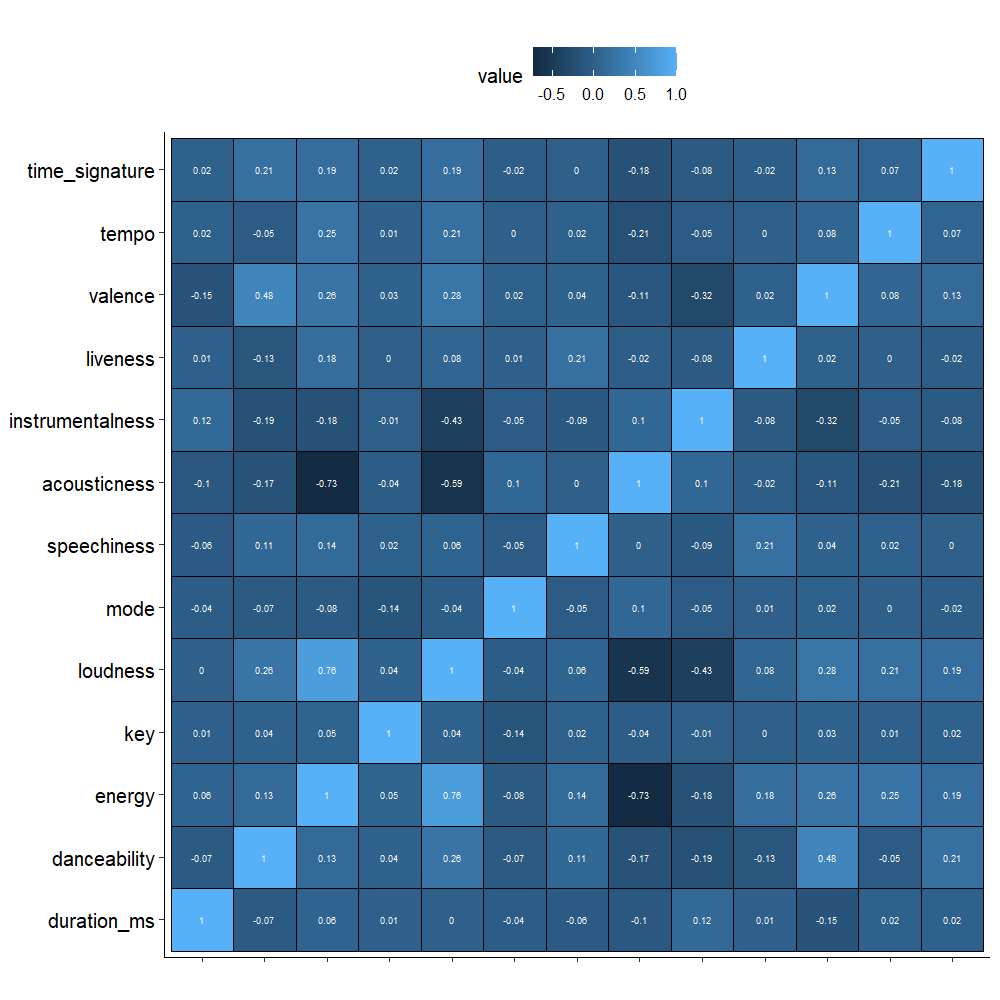 value
-0.5 0.0 0.5 1.0
time_signature 0.02 0.21 0.19 0.02 0.19 -0.02 0 -0.18 -0.08 -0.02 0.13 0.07 1
tempo 0.02 -0.05 0.25 0.01 0.21 0 0.02 -0.21 -0.05 0 0.08 1 0.07
valence -0.15 0.48 0.26 0.03 0.28 0.02 0.04 -0.11 -0.32 0.02 1 0.08 0.13
liveness 0.01 -0.13 0.18 0 0.08 0.01 0.21 -0.02 -0.08 1 0.02 0 -0.02
instrumentalness 0.12 -0.19 -0.18 -0.01 -0.43 -0.05 -0.09 0.1 1 -0.08 -0.32 -0.05 -0.08
acousticness -0.1 -0.17 -0.73 -0.04 -0.59 0.1 0 1 0.1 -0.02 -0.11 -0.21 -0.18
speechiness -0.06 0.11 0.14 0.02 0.06 -0.05 1 0 -0.09 0.21 0.04 0.02 0
mode -0.04 -0.07 -0.08 -0.14 -0.04 1 -0.05 0.1 -0.05 0.01 0.02 0 -0.02
loudness 0 0.26 0.76 0.04 1 -0.04 0.06 -0.59 -0.43 0.08 0.28 0.21 0.19
key 0.01 0.04 0.05 1 0.04 -0.14 0.02 -0.04 -0.01 0 0.03 0.01 0.02
energy 0.06 0.13 1 0.05 0.76 -0.08 0.14 -0.73 -0.18 0.18 0.26 0.25 0.19
danceability -0.07 1 0.13 0.04 0.26 -0.07 0.11 -0.17 -0.19 -0.13 0.48 -0.05 0.21
duration_ms 1 -0.07 0.06 0.01 0 -0.04 -0.06 -0.1 0.12 0.01 -0.15 0.02 0.02